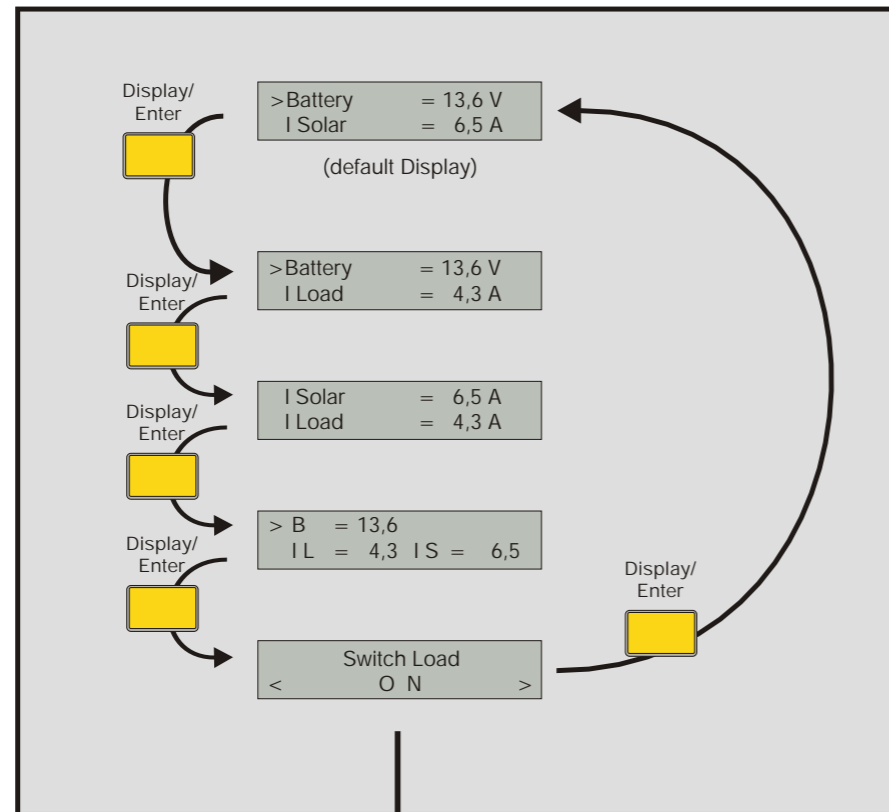 Display/
Enter
>Battery = 13,6 V
I Solar = 6,5 A
(default Display)
Display/
Enter
>Battery = 13,6 V
I Load = 4,3 A
Display/
Enter
I Solar = 6,5 A
I Load = 4,3 A
Display/
Enter
> B = 13,6
I L = 4,3 I S = 6,5
Display/
Enter
Switch Load
< O N >